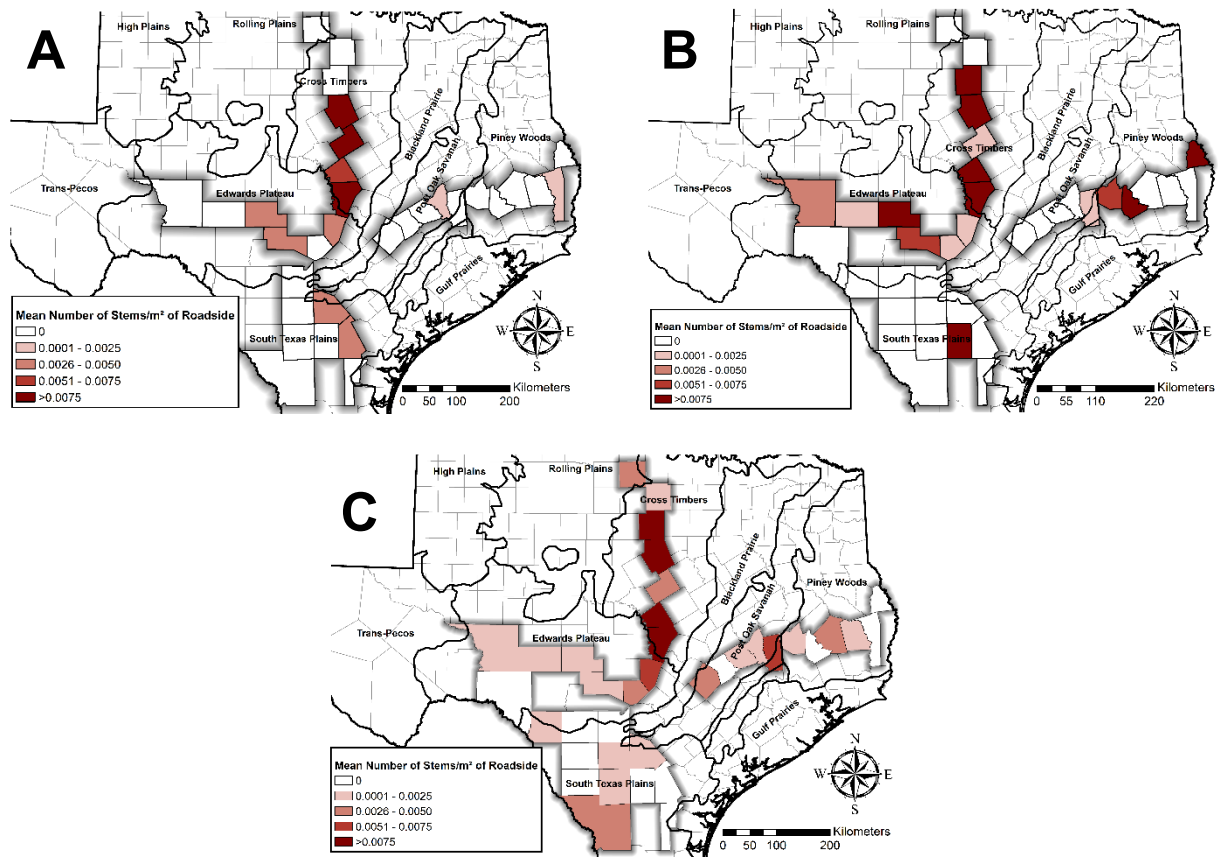 A
High Plains
Rolling Plains
Cross Timbers
Blackland Prairie
Post Oak Savanah
Piney Woods
Trans-Pecos
Edwards Plateau
Gulf Prairies
South Texas Plains
Mean Number of Stems/m² of Roadside
0
0.0001 - 0.0025
0.0026 - 0.0050
0.0051 - 0.0075
>0.0075
N
W E
S
Kilometers
0 50 100 200
B
High Plains
Rolling Plains
Cross Timbers
Blackland Prairie
Post Oak Savanah
Piney Woods
Trans-Pecos
Edwards Plateau
Gulf Prairies
South Texas Plains
Mean Number of Stems/m² of Roadside
0
0.0001 - 0.0025
0.0026 - 0.0050
0.0051 - 0.0075
>0.0075
N
W E
S
Kilometers
0 55 110 220
C
High Plains
Rolling Plains
Cross Timbers
Blackland Prairie
Post Oak Savanah
Piney Woods
Trans-Pecos
Edwards Plateau
Gulf Prairies
South Texas Plains
Mean Number of Stems/m² of Roadside
0
0.0001 - 0.0025
0.0026 - 0.0050
0.0051 - 0.0075
>0.0075
N
W E
S
Kilometers
0 50 100 200